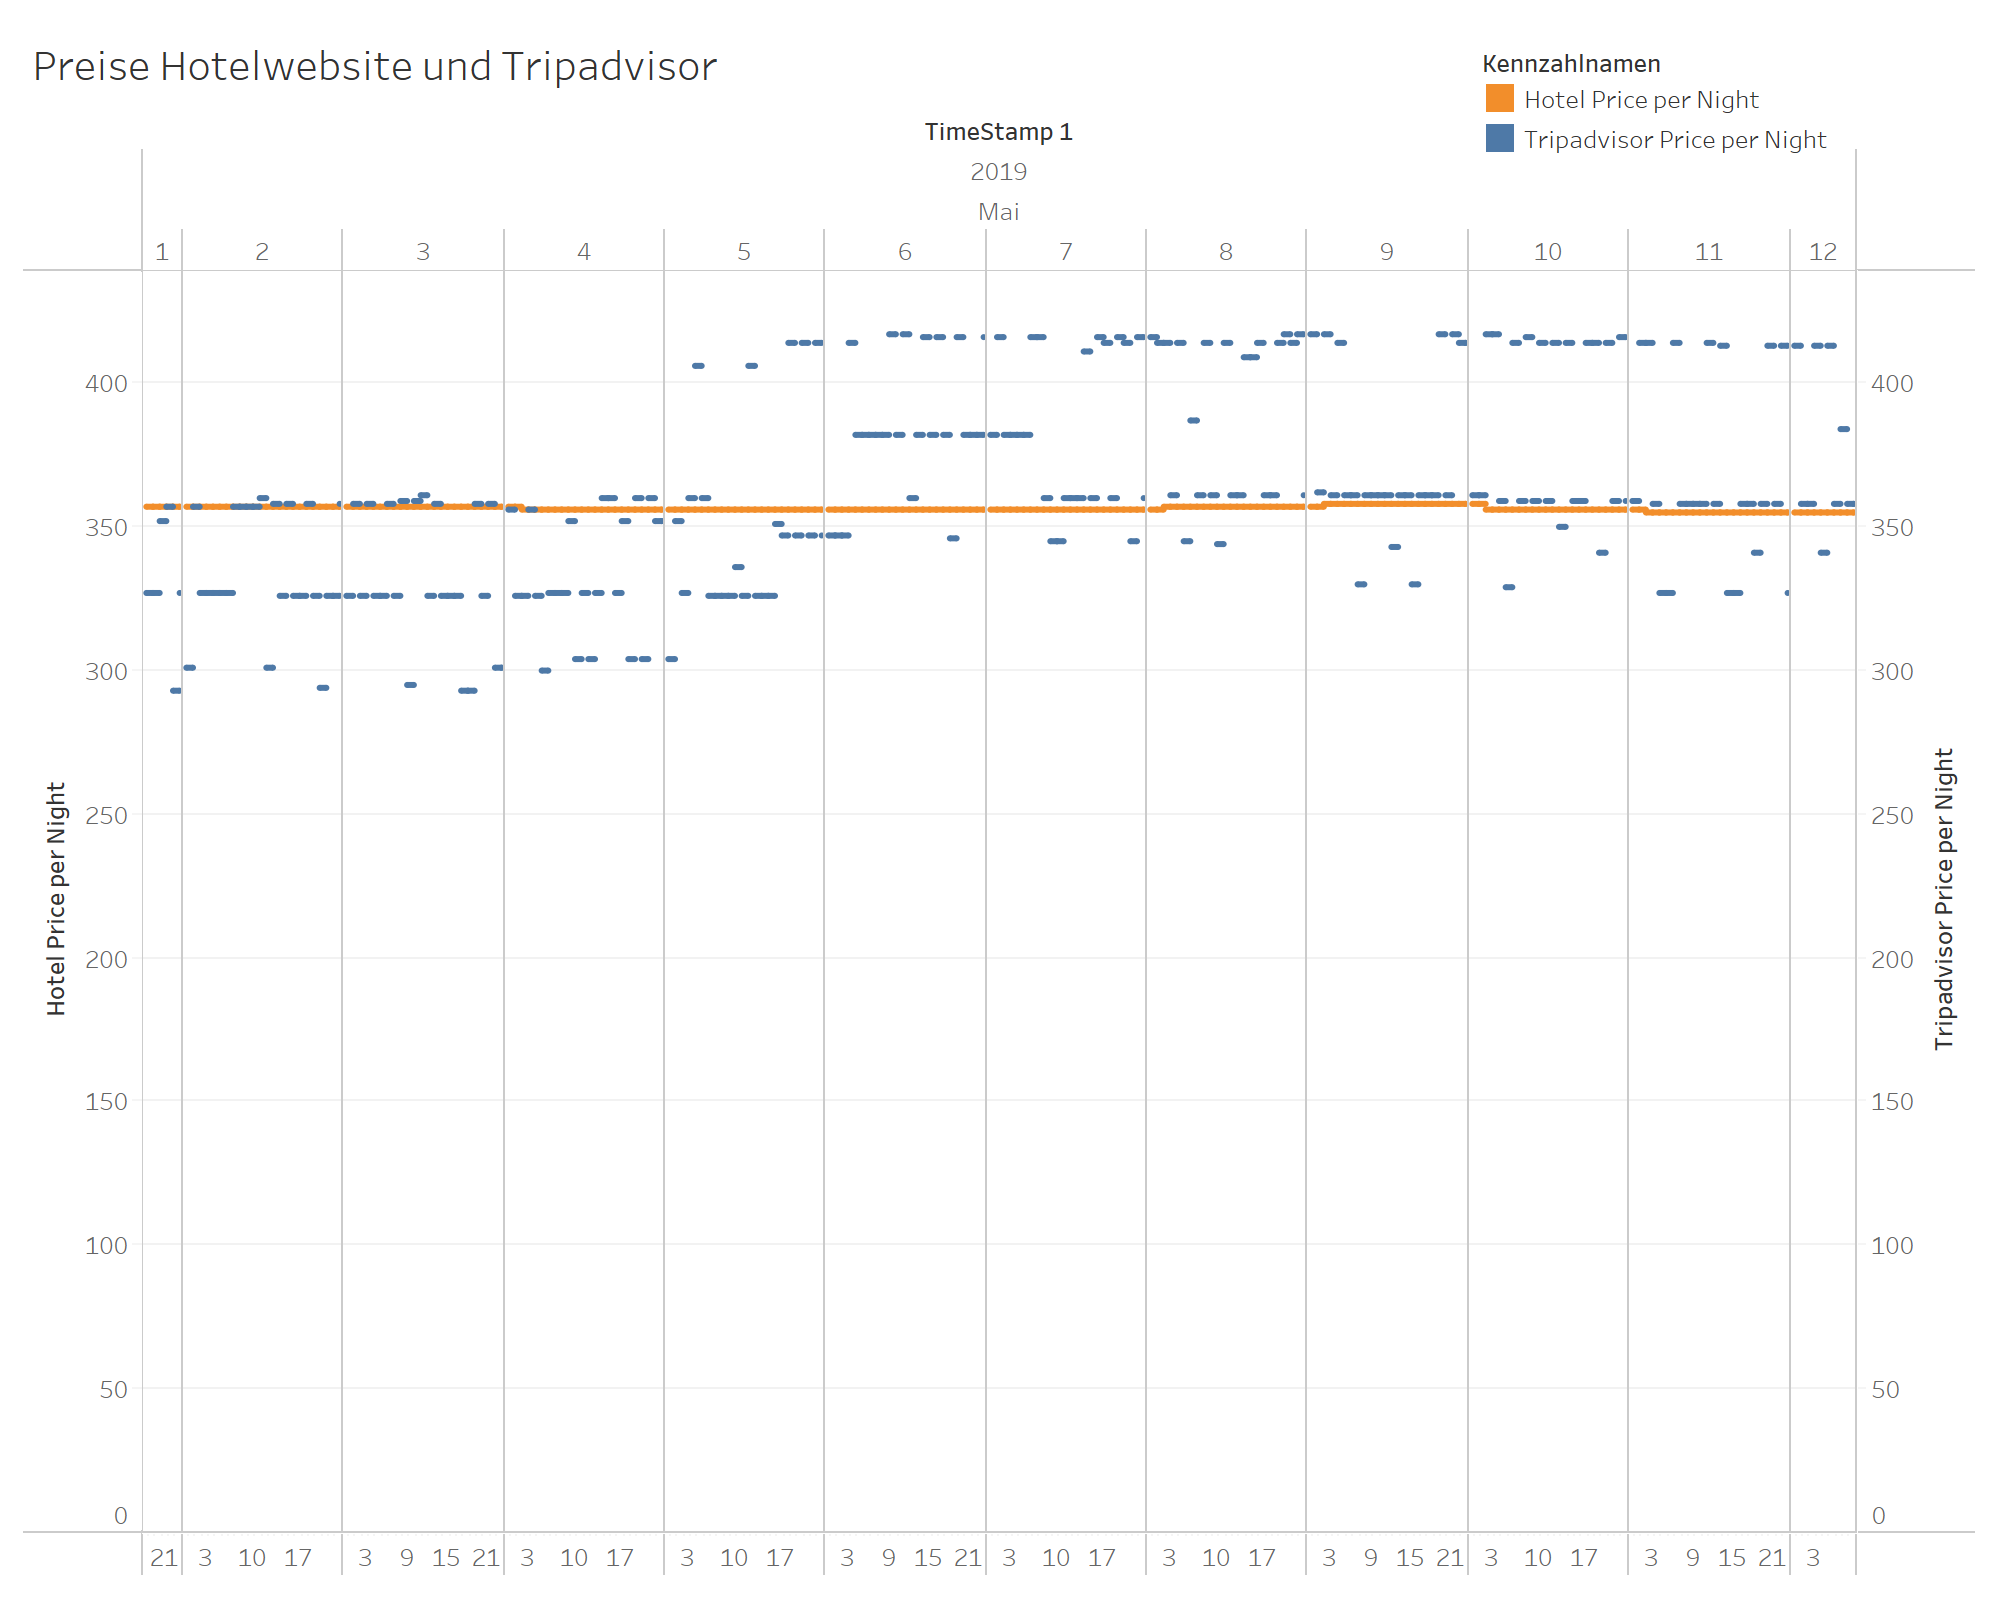 Preise Hotelwebsite und Tripadvisor
Kennzahlnamen
Hotel Price per Night
Tripadvisor Price per Night
TimeStamp 1
2019
Mai
1 2 3 4 5 6 7 8 9 10 11 12
400 400
350 350
300 300
250 250
200 200
150 150
100 100
50 50
0 0
Hotel Price per Night
Tripadvisor Price per Night
21 3 10 17 3 9 15 21 3 10 17 3 10 17 3 9 15 21 3 10 17 3 10 17 3 9 15 21 3 10 17 3 9 15 21 3